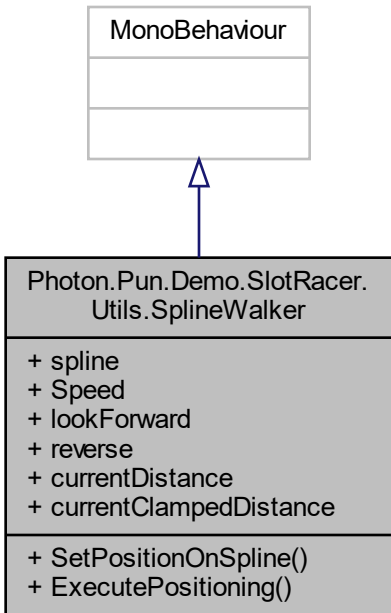 MonoBehaviour
Photon.Pun.Demo.SlotRacer.
Utils.SplineWalker
+ spline
+ Speed
+ lookForward
+ reverse
+ currentDistance
+ currentClampedDistance
+ SetPositionOnSpline()
+ ExecutePositioning()